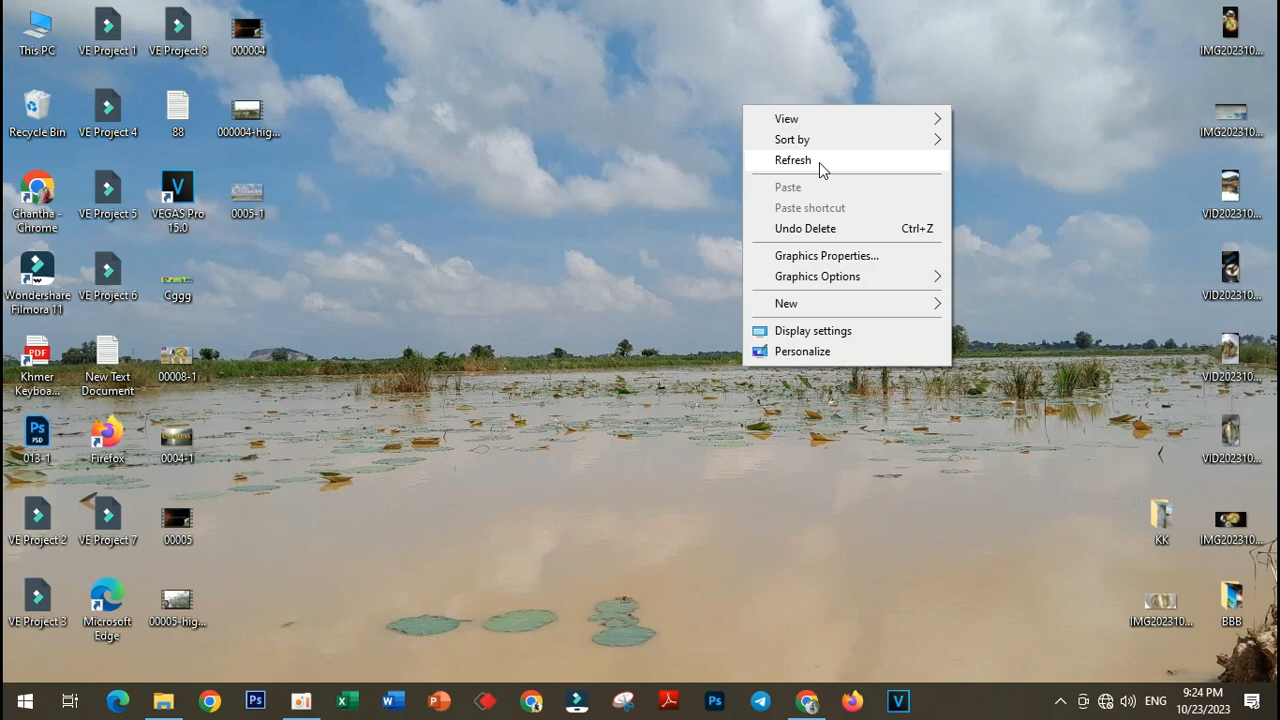 This PC
VE Project 1
VE Project 8
000004
IMG202310...
Recycle Bin
VE Project 4
88
000004-hig...
IMG202310...
Chantha -
Chrome
VE Project 5
VEGAS Pro
15.0
0005-1
VID202310...
Wondershare
Filmora 11
VE Project 6
Cggg
VID202310...
Khmer
Keyboa...
New Text
Document
00008-1
VID202310...
013-1
Firefox
0004-1
VID202310...
VE Project 2
VE Project 7
00005
KK
IMG202310...
VE Project 3
Microsoft
Edge
00005-hig...
IMG202310...
BBB
View
Sort by
Refresh
Paste
Paste shortcut
Undo Delete Ctrl+Z
Graphics Properties...
Graphics Options
New
Display settings
Personalize
ENG
9:24 PM
10/23/2023